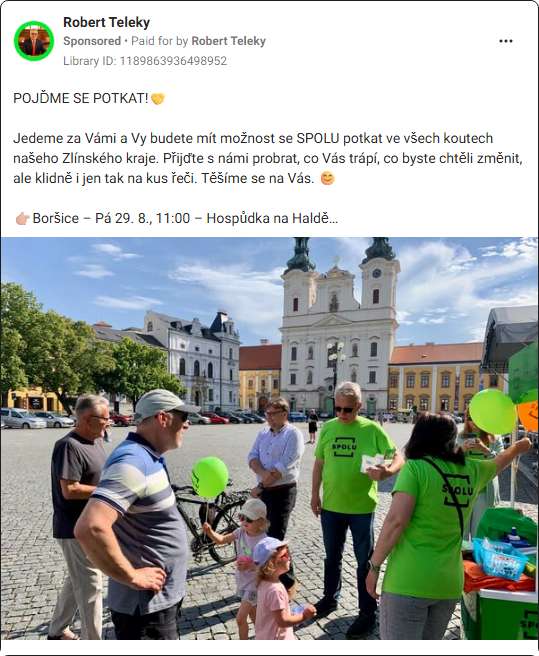 Robert Teleky
Sponsored • Paid for by Robert Teleky
Library ID: 1189863936498952
POJĎME SE POTKAT!🤝
Jedeme za Vámi a Vy budete mít možnost se SPOLU potkat ve všech koutech
našeho Zlínského kraje. Přijďte s námi probrat, co Vás trápí, co byste chtěli změnit,
ale klidně i jen tak na kus řeči. Těšíme se na Vás. 😊
👉🏼Boršice – Pá 29. 8., 11:00 – Hospůdka na Haldě...
SPOLU
SPOLU